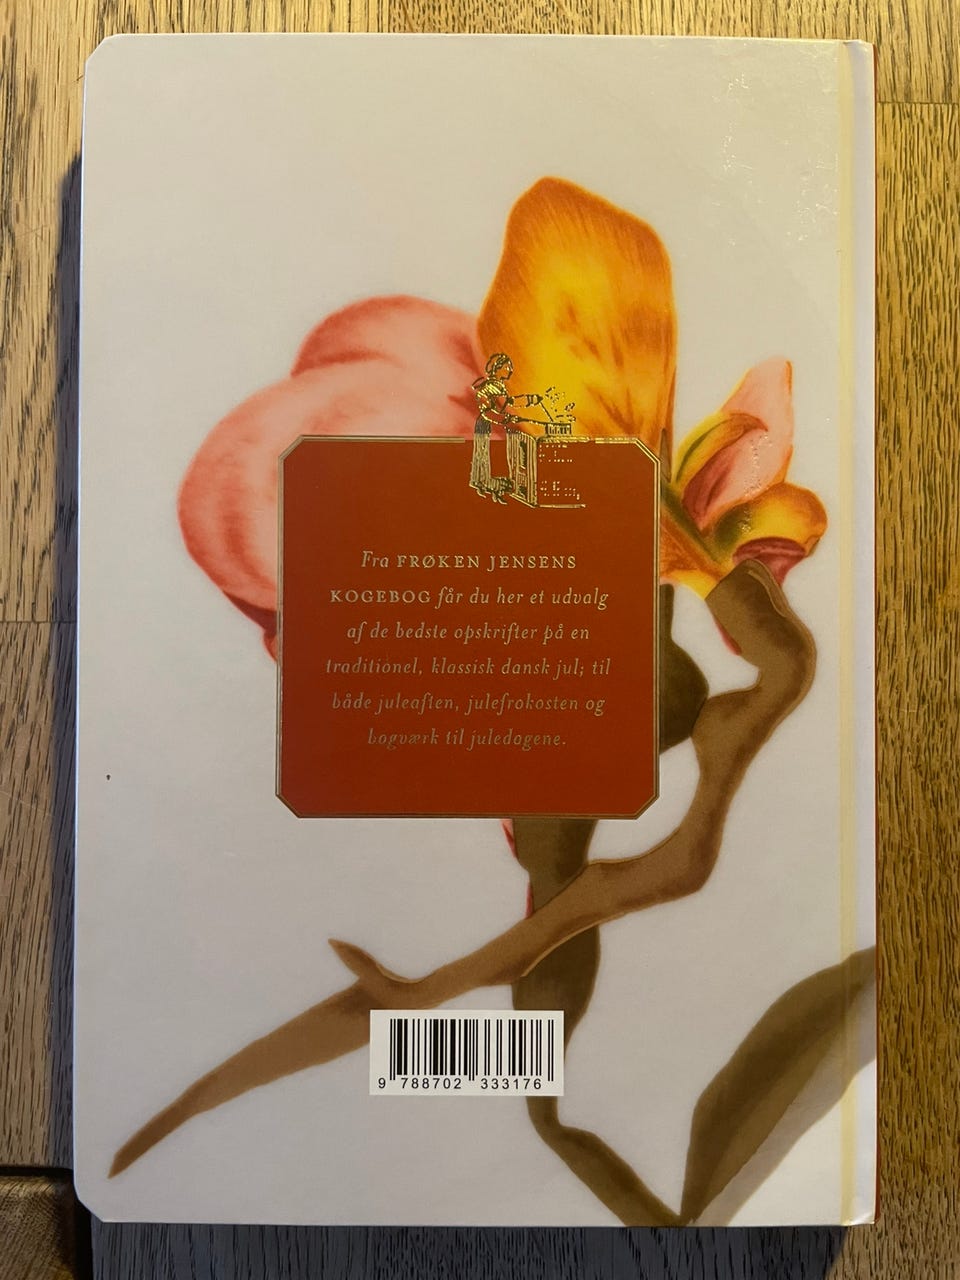 Fra FRØKEN JENSENS
KOGEBOG får du her et udvalg
af de bedste opskrifter på en
traditionel, klassisk dansk jul; til
både juleaften, julefrokosten og
bagværk til juledagene.
9 788702 333176